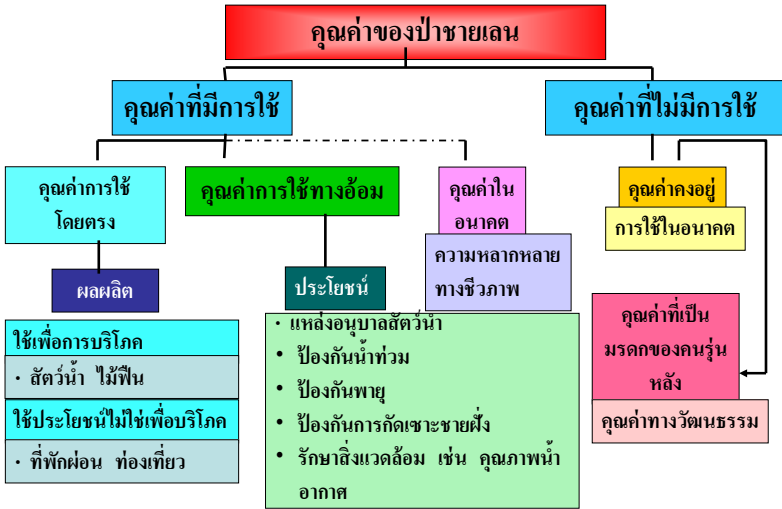 คุณค่าของป่าชายเลน
คุณค่าที่มีการใช้
คุณค่าที่ไม่มีการใช้
คุณค่าการใช้
โดยตรง
คุณค่าการใช้ทางอ้อม
คุณค่าใน
อนาคต
คุณค่าคงอยู่
การใช้ในอนาคต
ความหลากหลาย
ทางชีวภาพ
ผลผลิต
ประโยชน์
ใช้เพื่อการบริโภค
• สัตว์น้ำ ไม้ฟืน
ใช้ประโยชน์ไม่ใช่เพื่อบริโภค
• ที่พักผ่อน ท่องเที่ยว
• แหล่งอนุบาลสัตว์น้ำ
• ป้องกันน้ำท่วม
• ป้องกันพายุ
• ป้องกันการกัดเซาะชายฝั่ง
• รักษาสิ่งแวดล้อม เช่น คุณภาพน้ำ
อากาศ
คุณค่าที่เป็น
มรดกของคนรุ่น
หลัง
คุณค่าทางวัฒนธรรม